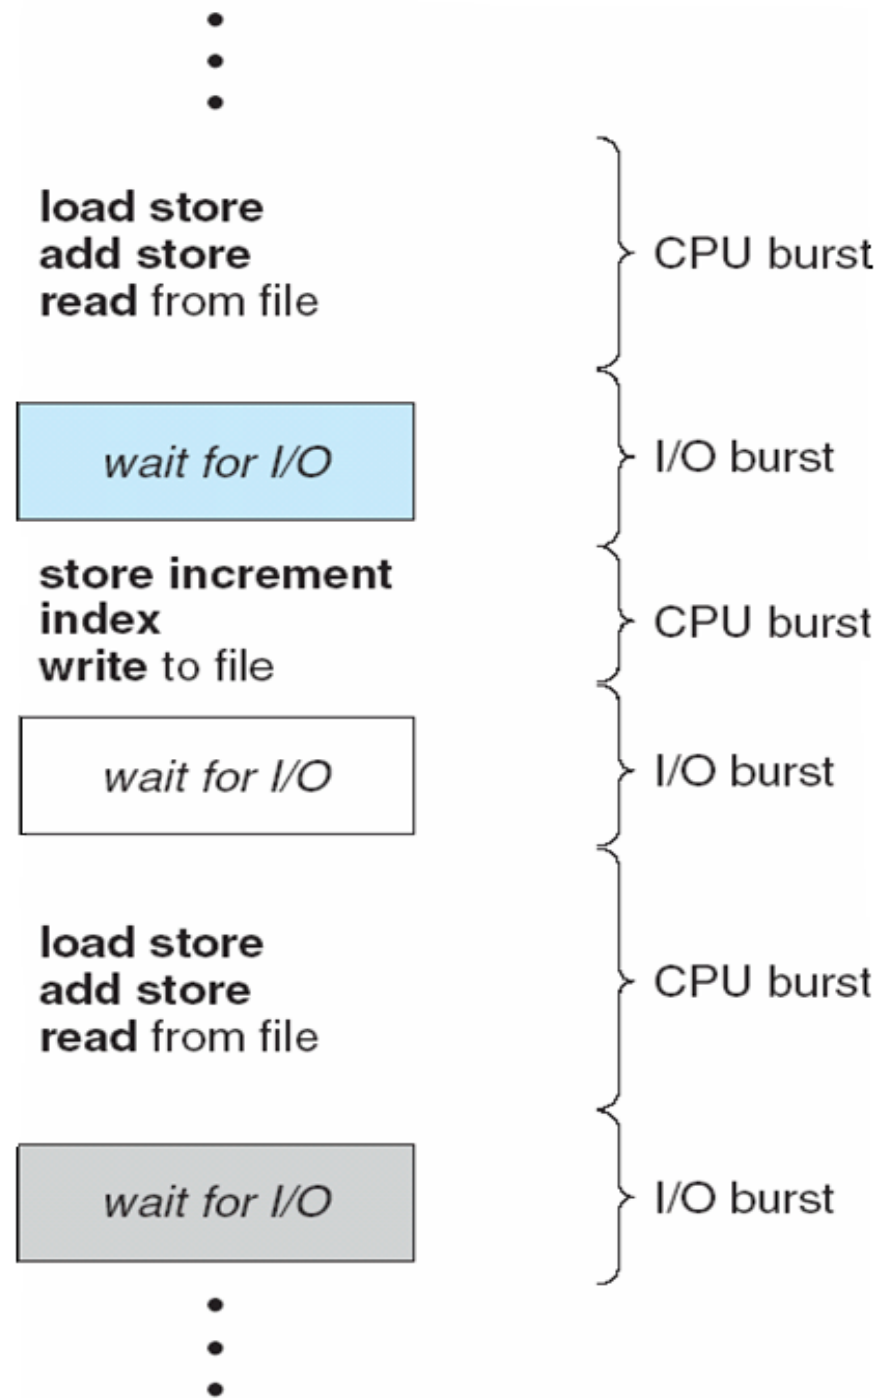 load store
add store
read from file
CPU burst
wait for I/O
I/O burst
store increment
index
write to file
CPU burst
wait for I/O
I/O burst
load store
add store
read from file
CPU burst
wait for I/O
I/O burst